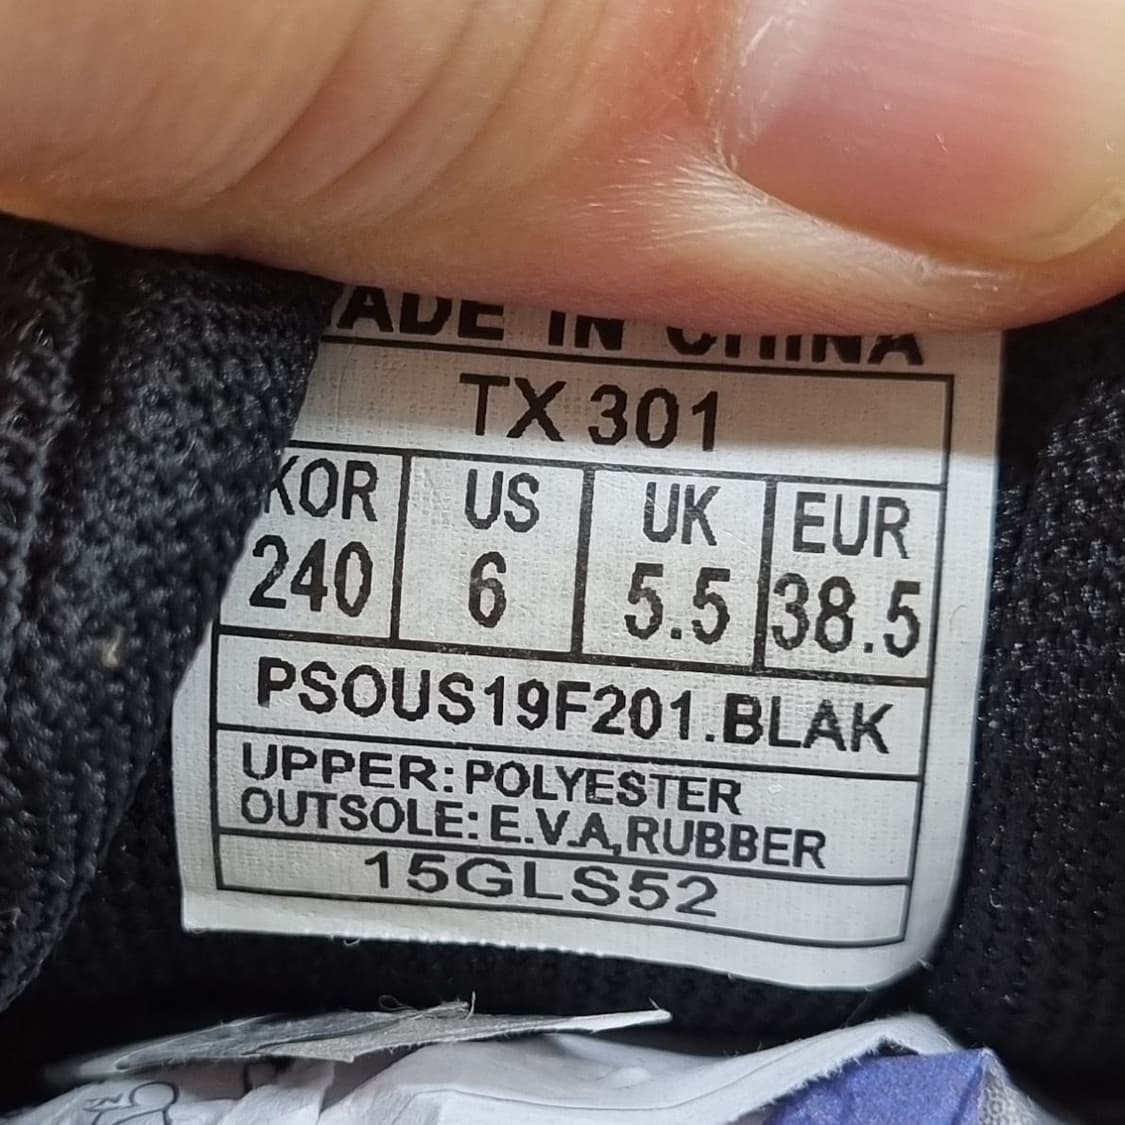 MADE IN CHINA
TX 301
KOR US UK EUR
240 6 5.5 38.5
PSOUS19F201.BLAK
UPPER:POLYESTER
OUTSOLE:E.V.A,RUBBER
15GLS52